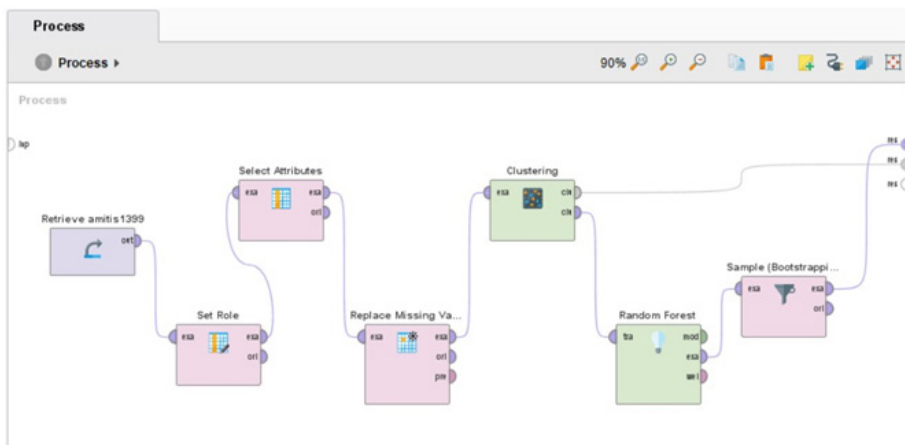 Process
Process
90%
Process
inp
res
res
res
Select Attributes
exa exa
ori
Clustering
exa clu
clu
Retrieve amitis1399
out
Sample (Bootstrappi...
exa exa
ori
Set Role
exa exa
ori
Replace Missing Va...
exa exa
ori
pre
Random Forest
tra mod
exa
wei